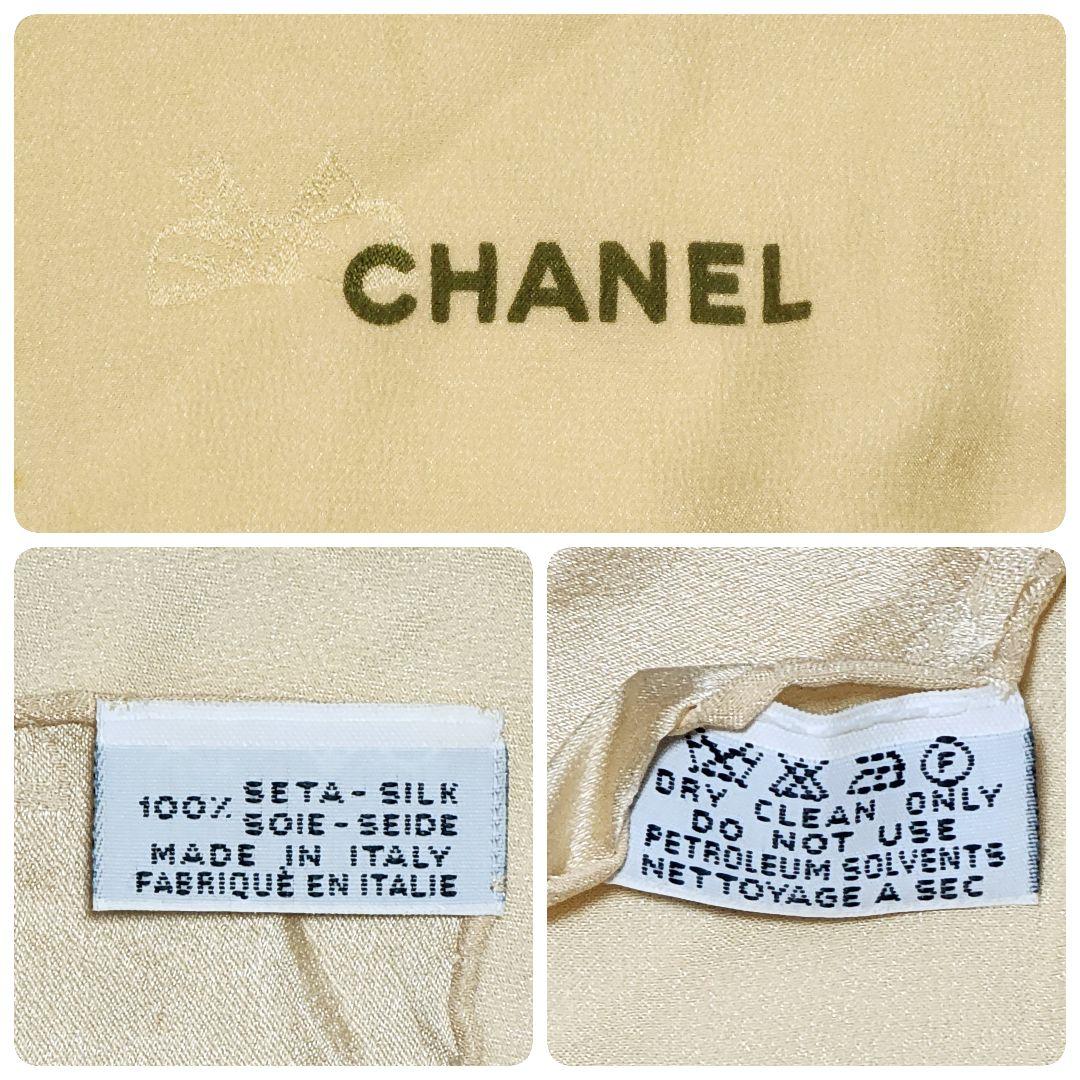 CHANEL
100% SETA - SILK
SOIE - SEIDE
MADE IN ITALY
FABRIQUÈ EN ITALIE
F
DRY CLEAN ONLY
DO NOT USE
PETROLEUM SOLVENTS
NETTOYAGE A SEC